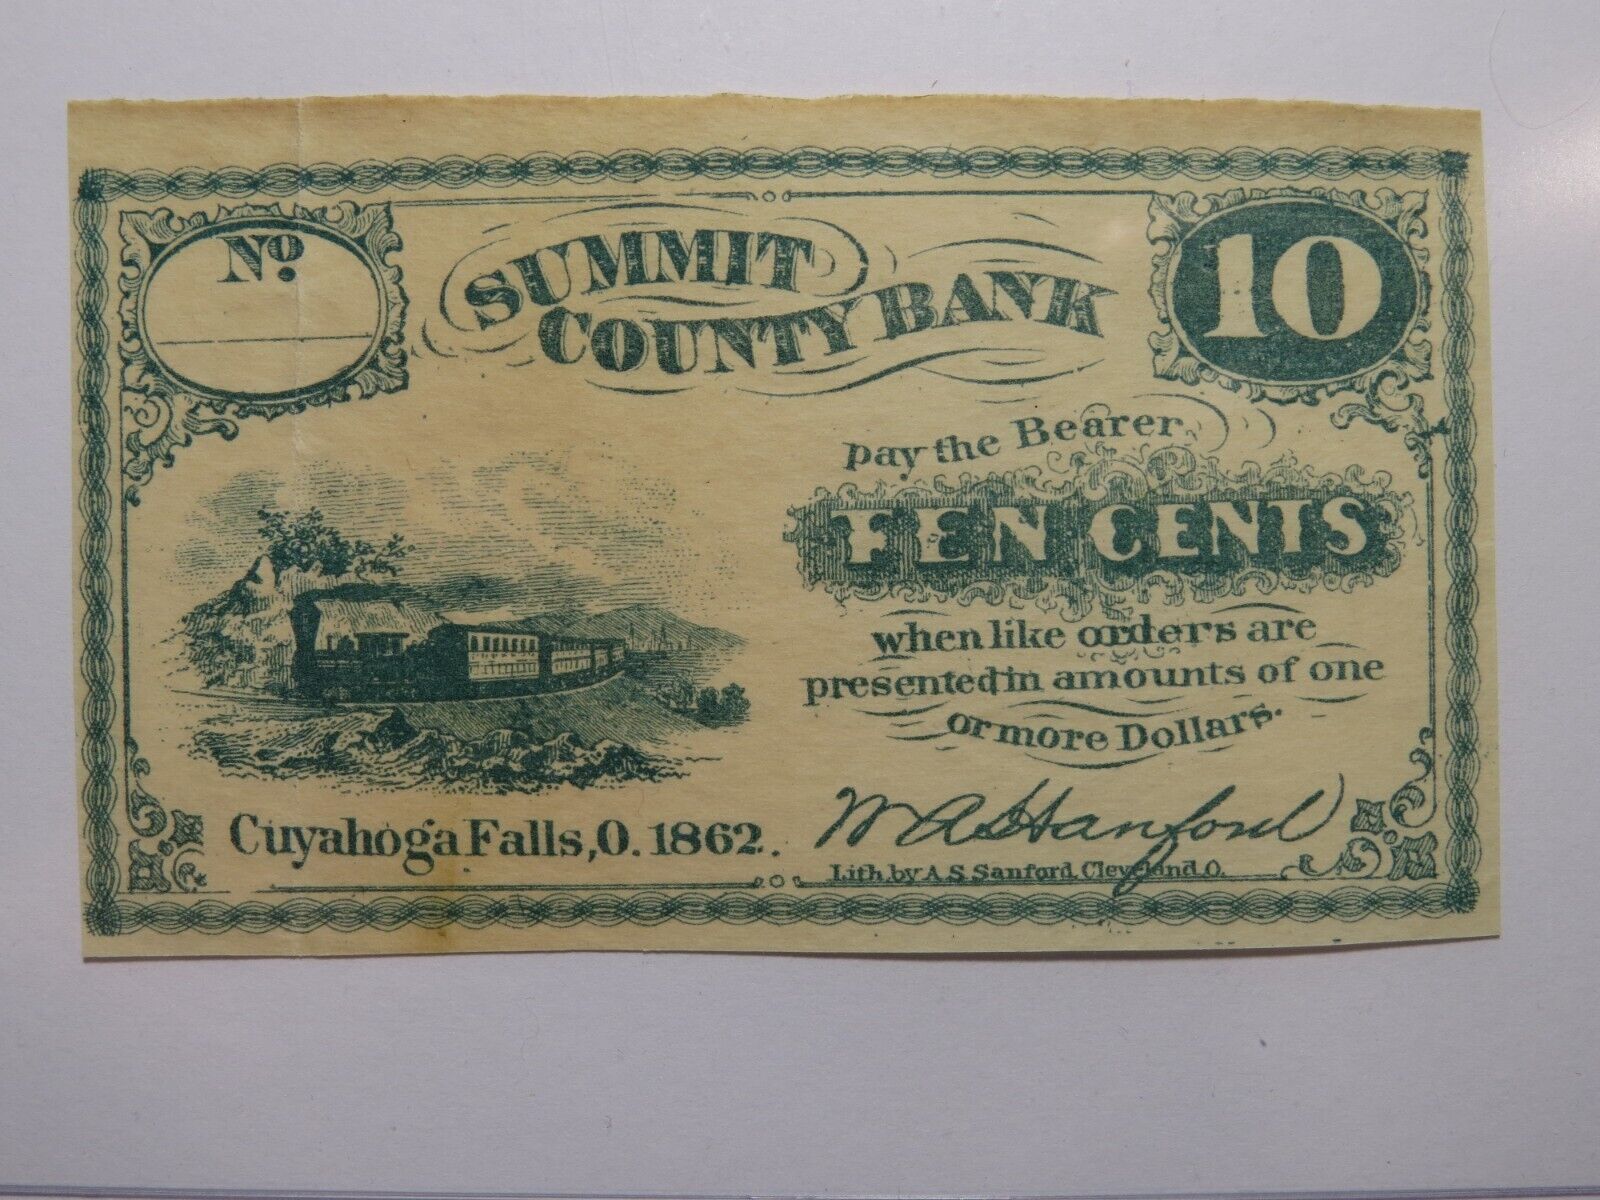 No.
SUMMIT
COUNTY BANK
10
pay the Bearer
TEN CENTS
when like orders are
presented in amounts of one
or more Dollars.
Cuyahoga Falls, O. 1862.
W A Hanford
Lith. by A. S. Sanford, Cleveland, O.